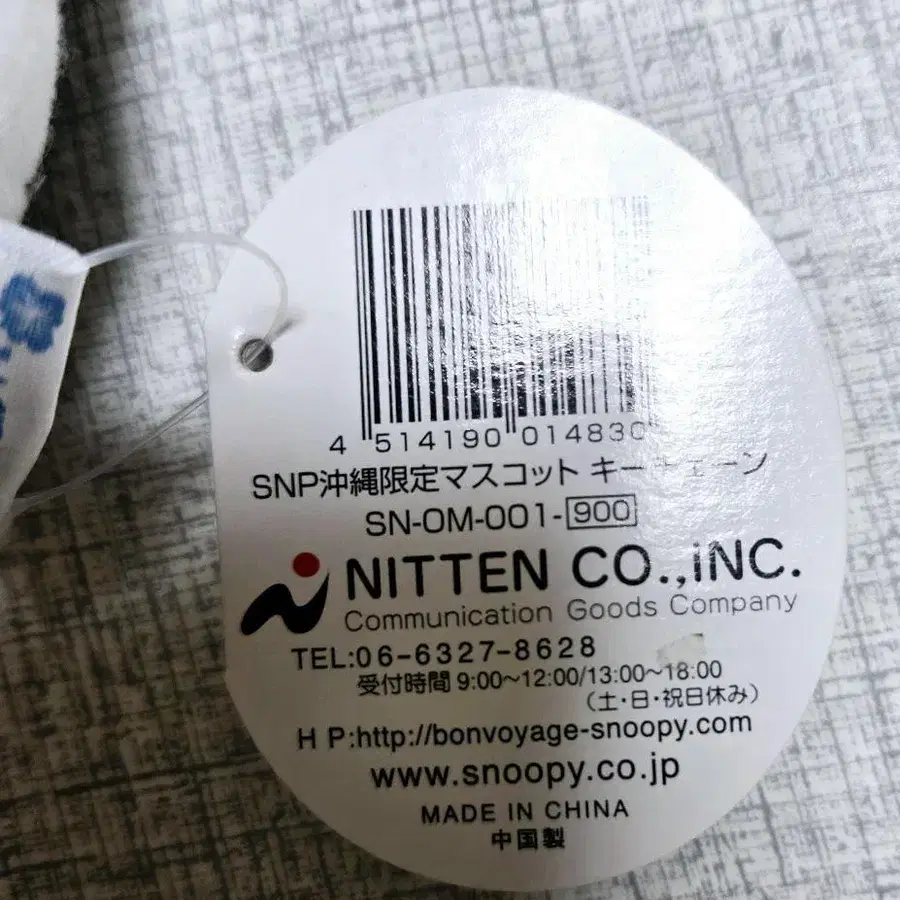 4 514190 014830
SNP沖縄限定マスコット キーチェーン
SN-OM-001-900
NITTEN CO.,iNC.
Communication Goods Company
TEL:06-6327-8628
受付時間 9:00~12:00/13:00~18:00
(土・日・祝日休み)
H P:http://bonvoyage-snoopy.com
www.snoopy.co.jp
MADE IN CHINA
中国製